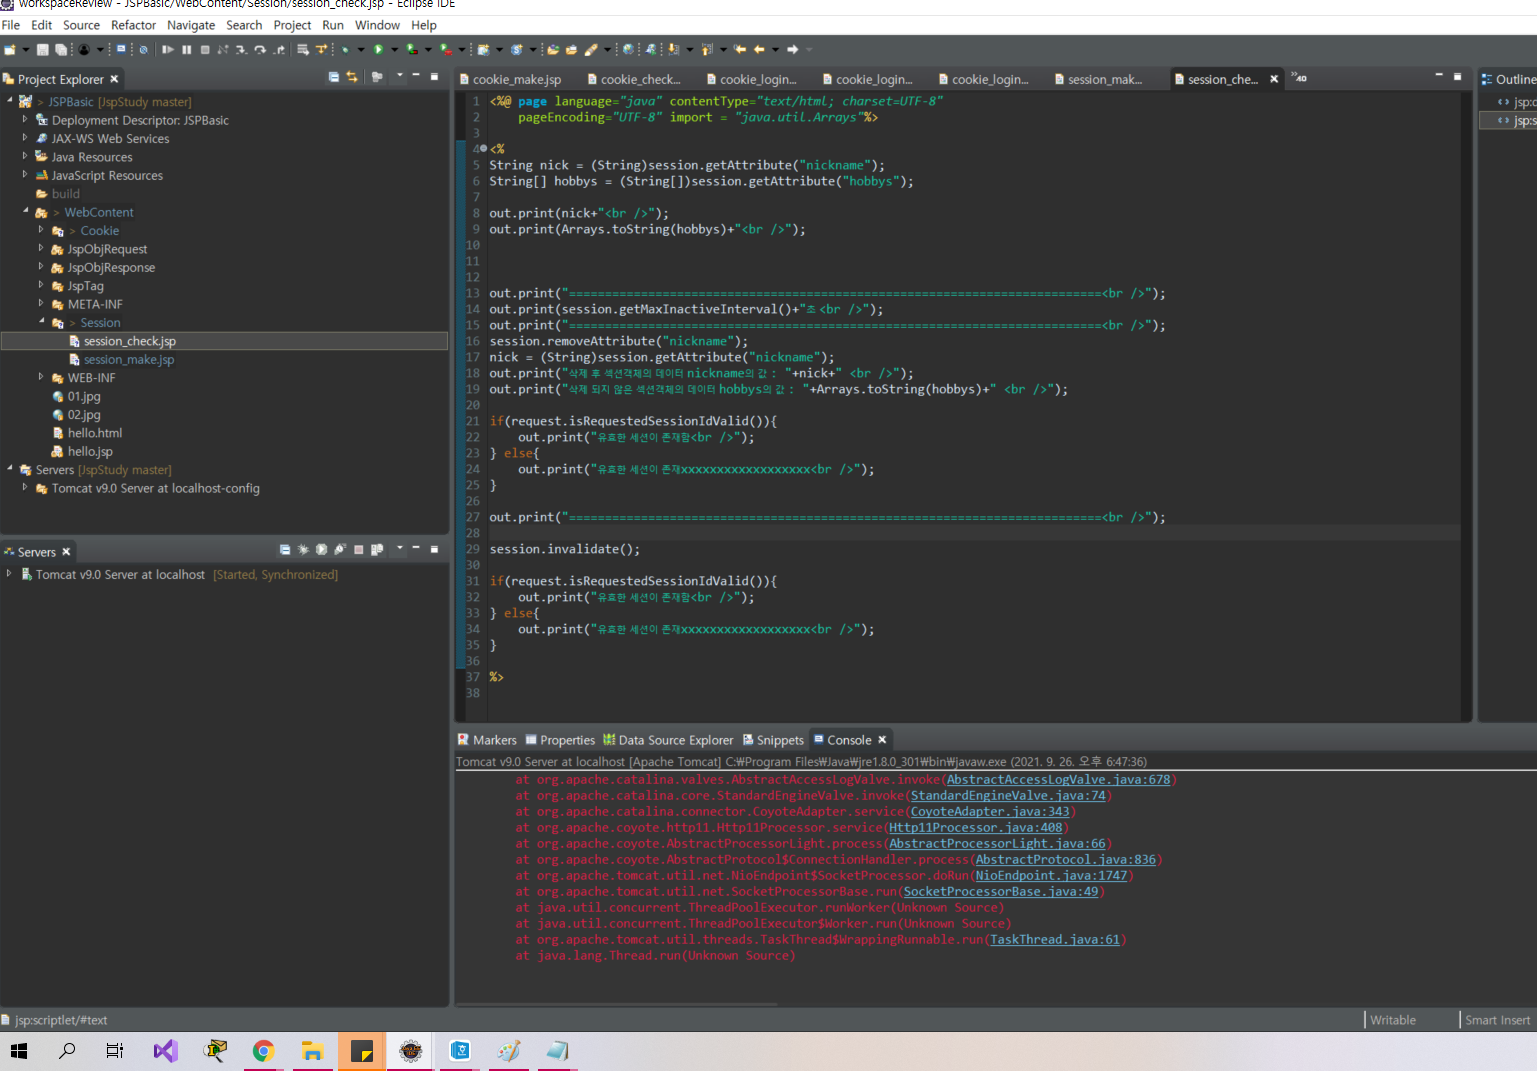 workspaceReview - JSPBasic/WebContent/Session/session_check.jsp - Eclipse IDE
File Edit Source Refactor Navigate Search Project Run Window Help
Project Explorer
JSPBasic [JspStudy master]
Deployment Descriptor: JSPBasic
JAX-WS Web Services
Java Resources
JavaScript Resources
build
> WebContent
> Cookie
JspObjRequest
JspObjResponse
JspTag
META-INF
> Session
session_check.jsp
session_make.jsp
WEB-INF
01.jpg
02.jpg
hello.html
hello.jsp
Servers [JspStudy master]
Tomcat v9.0 Server at localhost-config
Servers
Tomcat v9.0 Server at localhost [Started, Synchronized]
cookie_make.jsp cookie_check... cookie_login... cookie_login... cookie_login... session_mak... session_che... »40
1 <%@ page language="java" contentType="text/html; charset=UTF-8"
2 pageEncoding="UTF-8" import = "java.util.Arrays"%>
3
4 <%
5 String nick = (String)session.getAttribute("nickname");
6 String[] hobbys = (String[])session.getAttribute("hobbys");
7
8 out.print(nick+"<br />");
9 out.print(Arrays.toString(hobbys)+"<br />");
10
11
12
13 out.print("==========================================================================<br />");
14 out.print(session.getMaxInactiveInterval()+"초 <br />");
15 out.print("==========================================================================<br />");
16 session.removeAttribute("nickname");
17 nick = (String)session.getAttribute("nickname");
18 out.print("삭제 후 색션객체의 데이터 nickname의 값 : "+nick+" <br />");
19 out.print("삭제 되지 않은 색션객체의 데이터 hobbys의 값 : "+Arrays.toString(hobbys)+" <br />");
20
21 if(request.isRequestedSessionIdValid()){
22 out.print("유효한 세션이 존재함<br />");
23 } else{
24 out.print("유효한 세션이 존재xxxxxxxxxxxxxxxxxx<br />");
25 }
26
27 out.print("==========================================================================<br />");
28
29 session.invalidate();
30
31 if(request.isRequestedSessionIdValid()){
32 out.print("유효한 세션이 존재함<br />");
33 } else{
34 out.print("유효한 세션이 존재xxxxxxxxxxxxxxxxxx<br />");
35 }
36
37 %>
38
Outline
Markers Properties Data Source Explorer Snippets Console
Tomcat v9.0 Server at localhost [Apache Tomcat] C:₩Program Files₩Java₩jre1.8.0_301₩bin₩javaw.exe (2021. 9. 26. 오후 6:47:36)
at org.apache.catalina.valves.AbstractAccessLogValve.invoke(AbstractAccessLogValve.java:678)
at org.apache.catalina.core.StandardEngineValve.invoke(StandardEngineValve.java:74)
at org.apache.catalina.connector.CoyoteAdapter.service(CoyoteAdapter.java:343)
at org.apache.coyote.http11.Http11Processor.service(Http11Processor.java:408)
at org.apache.coyote.AbstractProcessorLight.process(AbstractProcessorLight.java:66)
at org.apache.coyote.AbstractProtocol$ConnectionHandler.process(AbstractProtocol.java:836)
at org.apache.tomcat.util.net.NioEndpoint$SocketProcessor.doRun(NioEndpoint.java:1747)
at org.apache.tomcat.util.net.SocketProcessorBase.run(SocketProcessorBase.java:49)
at java.util.concurrent.ThreadPoolExecutor.runWorker(Unknown Source)
at java.util.concurrent.ThreadPoolExecutor$Worker.run(Unknown Source)
at org.apache.tomcat.util.threads.TaskThread$WrappingRunnable.run(TaskThread.java:61)
at java.lang.Thread.run(Unknown Source)
jsp:scriptlet/#text
Writable
Smart Insert